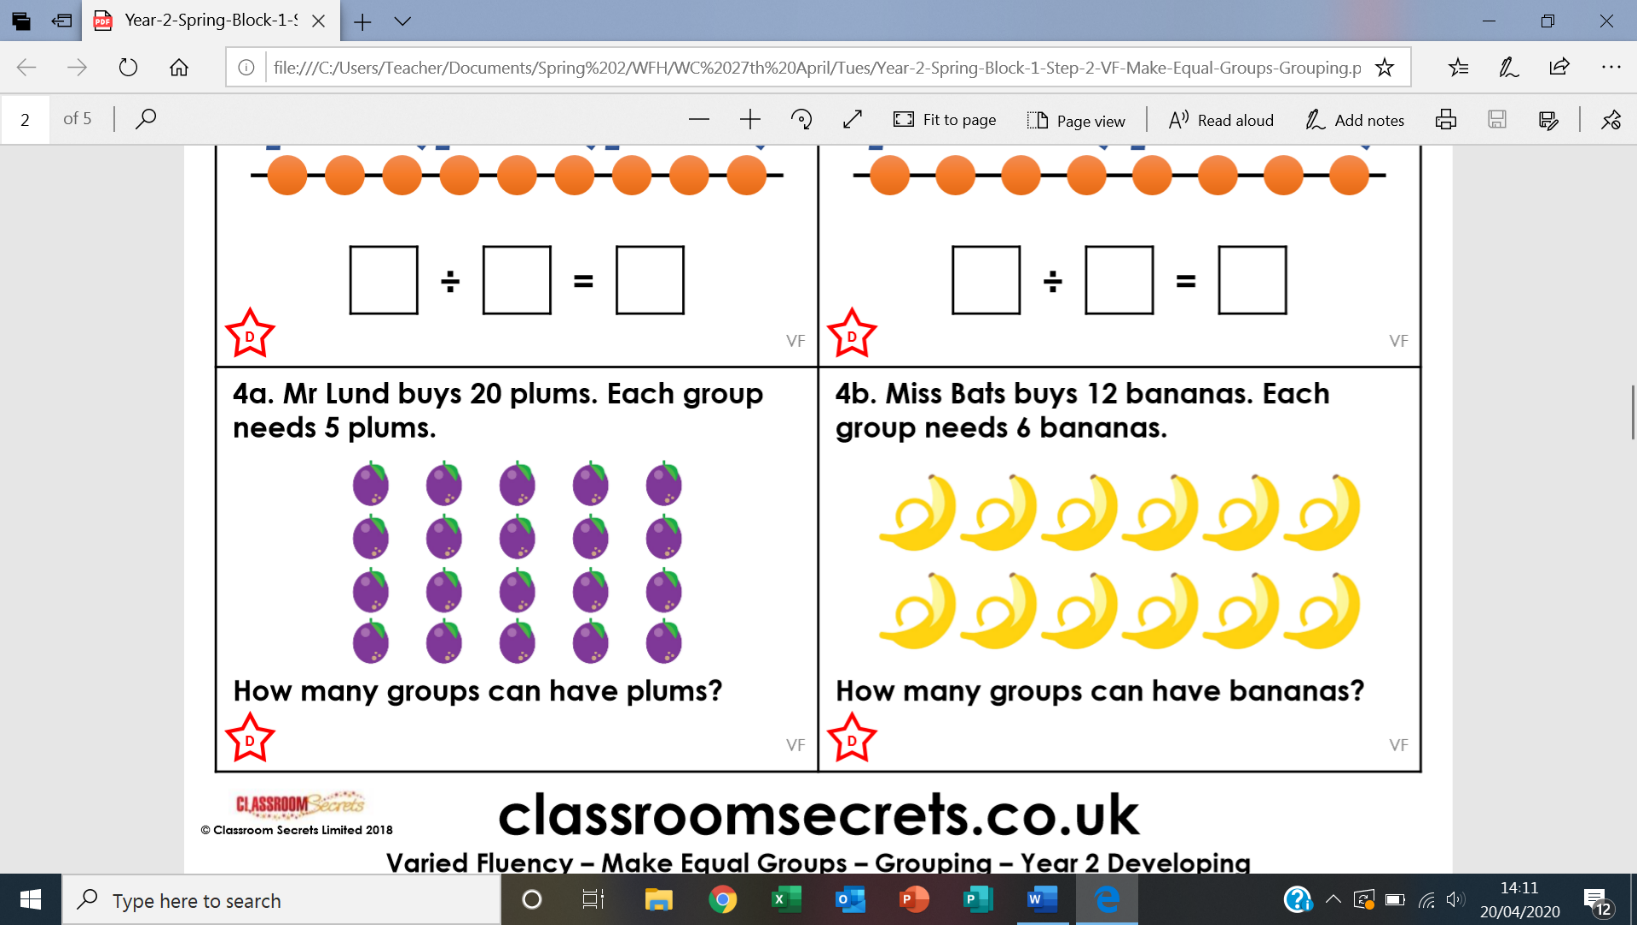 Year-2-Spring-Block-1-S
file:///C:/Users/Teacher/Documents/Spring%202/WFH/WC%2027th%20April/Tues/Year-2-Spring-Block-1-Step-2-VF-Make-Equal-Groups-Grouping.p
2 of 5
Fit to page
Page view
Read aloud
Add notes
÷ =
÷ =
D
VF
D
VF
4a. Mr Lund buys 20 plums. Each group
needs 5 plums.
How many groups can have plums?
D
VF
4b. Miss Bats buys 12 bananas. Each
group needs 6 bananas.
How many groups can have bananas?
D
VF
CLASSROOM Secrets
© Classroom Secrets Limited 2018
classroomsecrets.co.uk
Varied Fluency – Make Equal Groups – Grouping – Year 2 Developing
Type here to search
14:11
20/04/2020
12